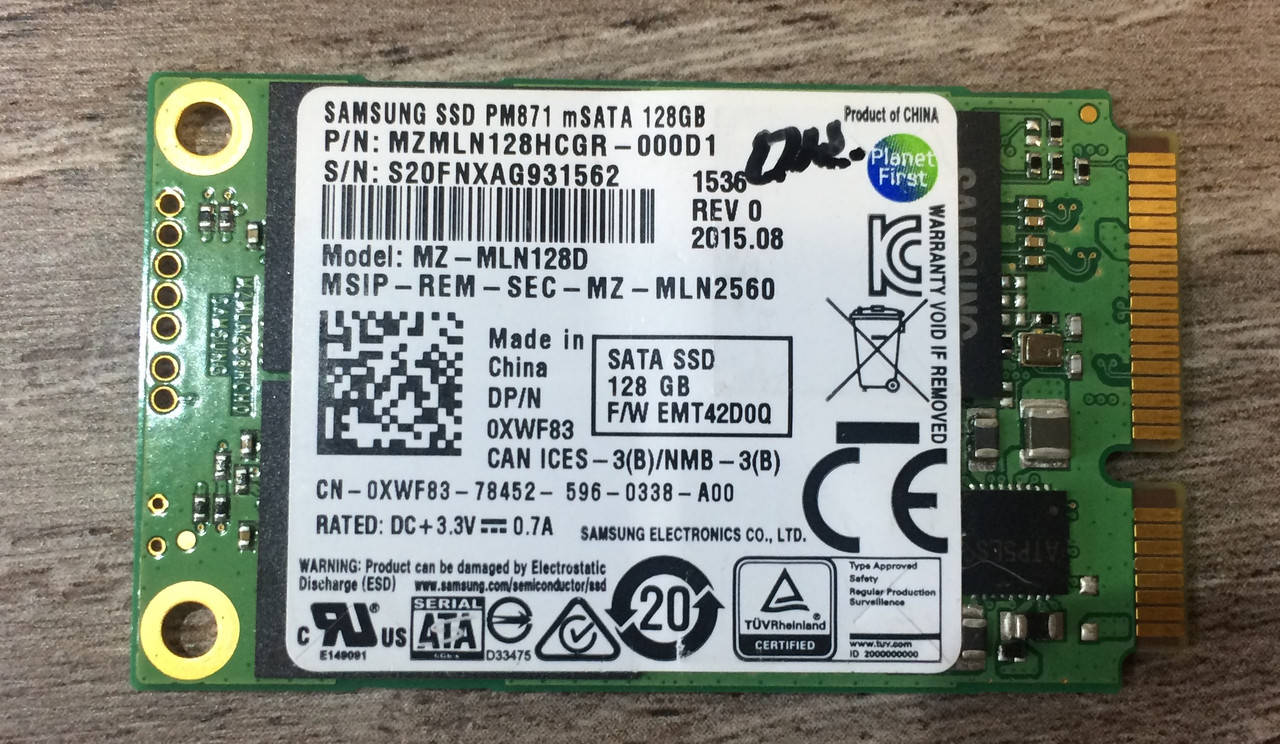 SAMSUNG SSD PM871 mSATA 128GB
Product of CHINA
P/N: MZMLN128HCGR-000D1
S/N: S20FNXAG931562
Planet
First
1536
REV 0
2015.08
Model: MZ-MLN128D
MSIP-REM-SEC-MZ-MLN2560
WARRANTY VOID IF REMOVED
SAMSUNG
Made in
China
DP/N
0XWF83
SATA SSD
128 GB
F/W EMT42D0Q
CAN ICES-3(B)/NMB-3(B)
CN-0XWF83-78452-596-0338-A00
RATED: DC+3.3V 0.7A
SAMSUNG ELECTRONICS CO., LTD.
CE
WARNING: Product can be damaged by Electrostatic
Discharge (ESD) www.samsung.com/semiconductor/ssd
C RU® US
E149091
SERIAL
ATA
D33475
20
TÜVRheinland®
CERTIFIED
Type Approved
Safety
Regular Production
Surveillance
www.tuv.com
ID 2000000000